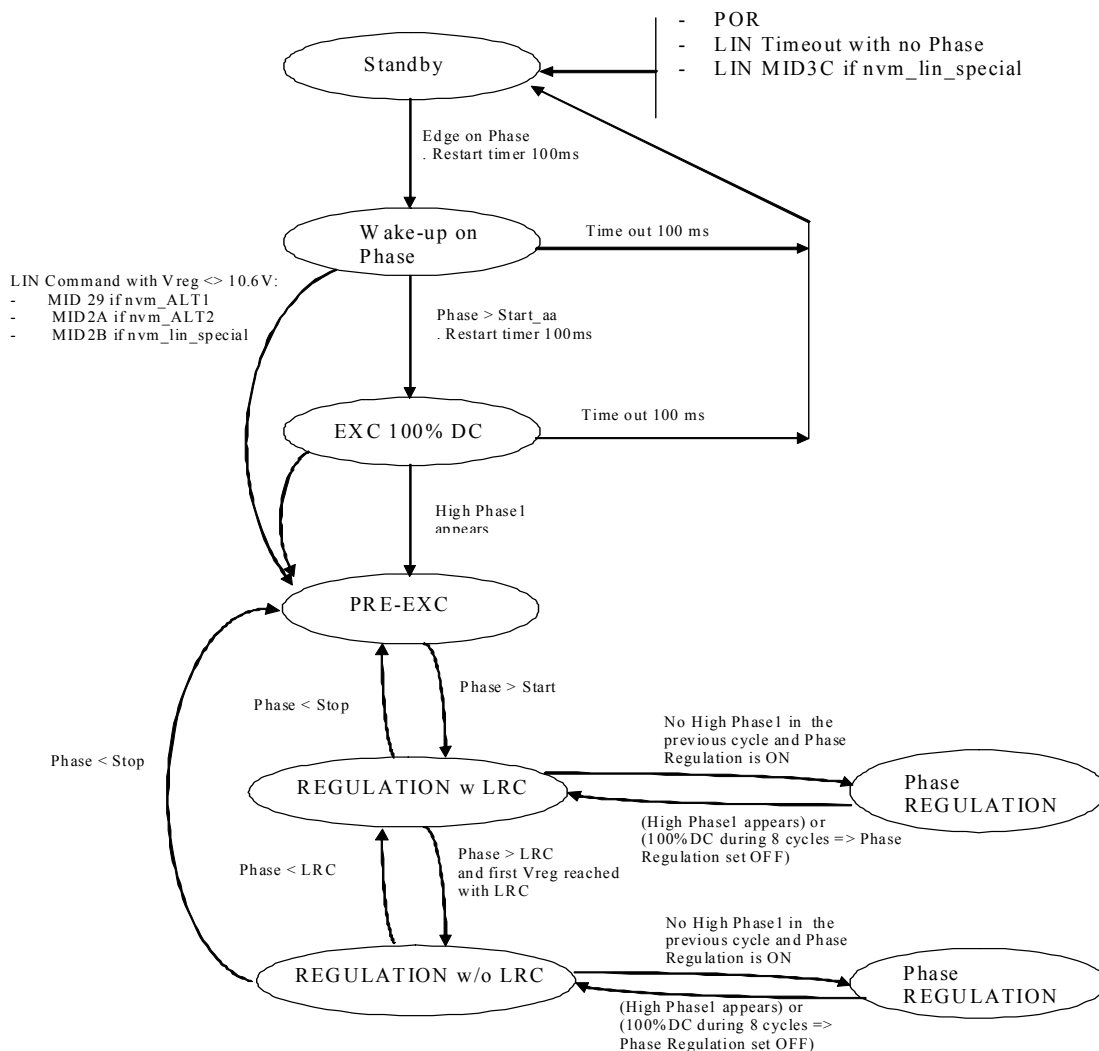 - POR
- LIN Timeout with no Phase
- LIN MID3C if nvm_lin_special
Standby
Edge on Phase
. Restart timer 100ms
Wake-up on
Phase
Time out 100 ms
LIN Command with Vreg <> 10.6V:
- MID 29 if nvm_ALT1
- MID2A if nvm_ALT2
- MID2B if nvm_lin_special
Phase > Start_aa
. Restart timer 100ms
EXC 100% DC
Time out 100 ms
High Phase1
appears
PRE-EXC
Phase < Stop
Phase > Start
Phase < Stop
No High Phase1 in the
previous cycle and Phase
Regulation is ON
REGULATION w LRC
Phase
REGULATION
(High Phase1 appears) or
(100%DC during 8 cycles => Phase
Regulation set OFF)
Phase < LRC
Phase > LRC
and first Vreg reached
with LRC
No High Phase1 in the
previous cycle and Phase
Regulation is ON
REGULATION w/o LRC
Phase
REGULATION
(High Phase1 appears) or
(100%DC during 8 cycles =>
Phase Regulation set OFF)